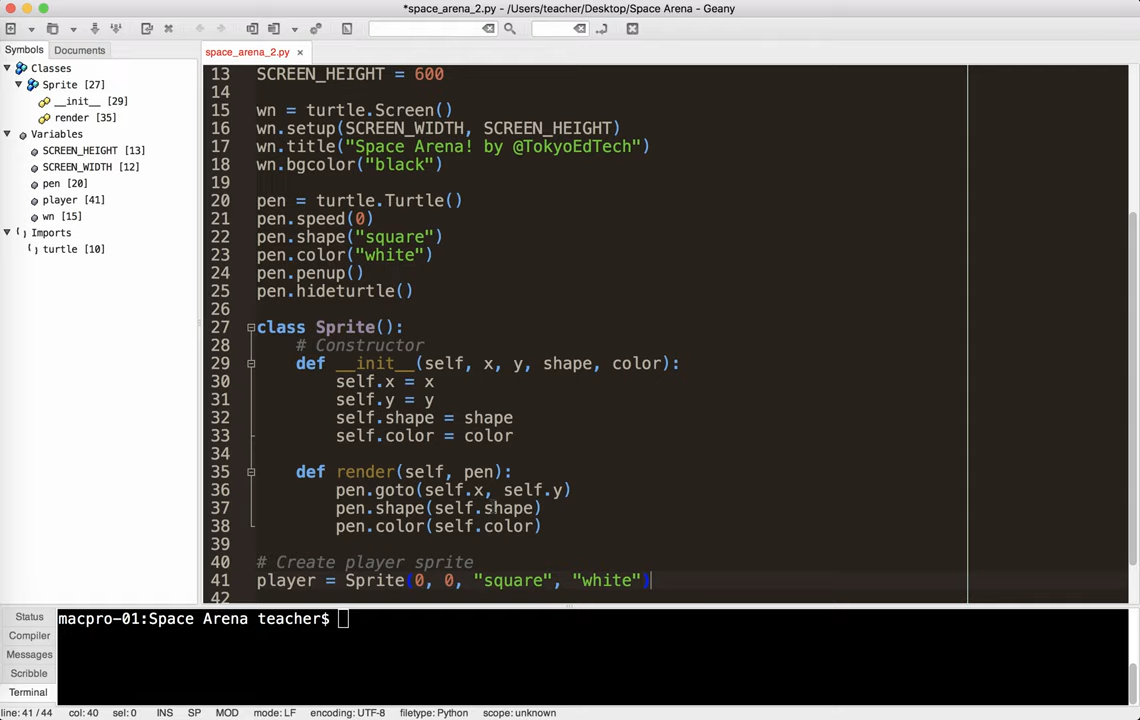 *space_arena_2.py - /Users/teacher/Desktop/Space Arena - Geany
Symbols Documents
space_arena_2.py ×
Classes
Sprite [27]
__init__ [29]
render [35]
Variables
SCREEN_HEIGHT [13]
SCREEN_WIDTH [12]
pen [20]
player [41]
wn [15]
Imports
turtle [10]
13 SCREEN_HEIGHT = 600
14
15 wn = turtle.Screen()
16 wn.setup(SCREEN_WIDTH, SCREEN_HEIGHT)
17 wn.title("Space Arena! by @TokyoEdTech")
18 wn.bgcolor("black")
19
20 pen = turtle.Turtle()
21 pen.speed(0)
22 pen.shape("square")
23 pen.color("white")
24 pen.penup()
25 pen.hideturtle()
26
27 class Sprite():
28 # Constructor
29 def __init__(self, x, y, shape, color):
30 self.x = x
31 self.y = y
32 self.shape = shape
33 self.color = color
34
35 def render(self, pen):
36 pen.goto(self.x, self.y)
37 pen.shape(self.shape)
38 pen.color(self.color)
39
40 # Create player sprite
41 player = Sprite(0, 0, "square", "white")
42
Status
Compiler
Messages
Scribble
Terminal
macpro-01:Space Arena teacher$
line: 41 / 44 col: 40 sel: 0 INS SP MOD mode: LF encoding: UTF-8 filetype: Python scope: unknown